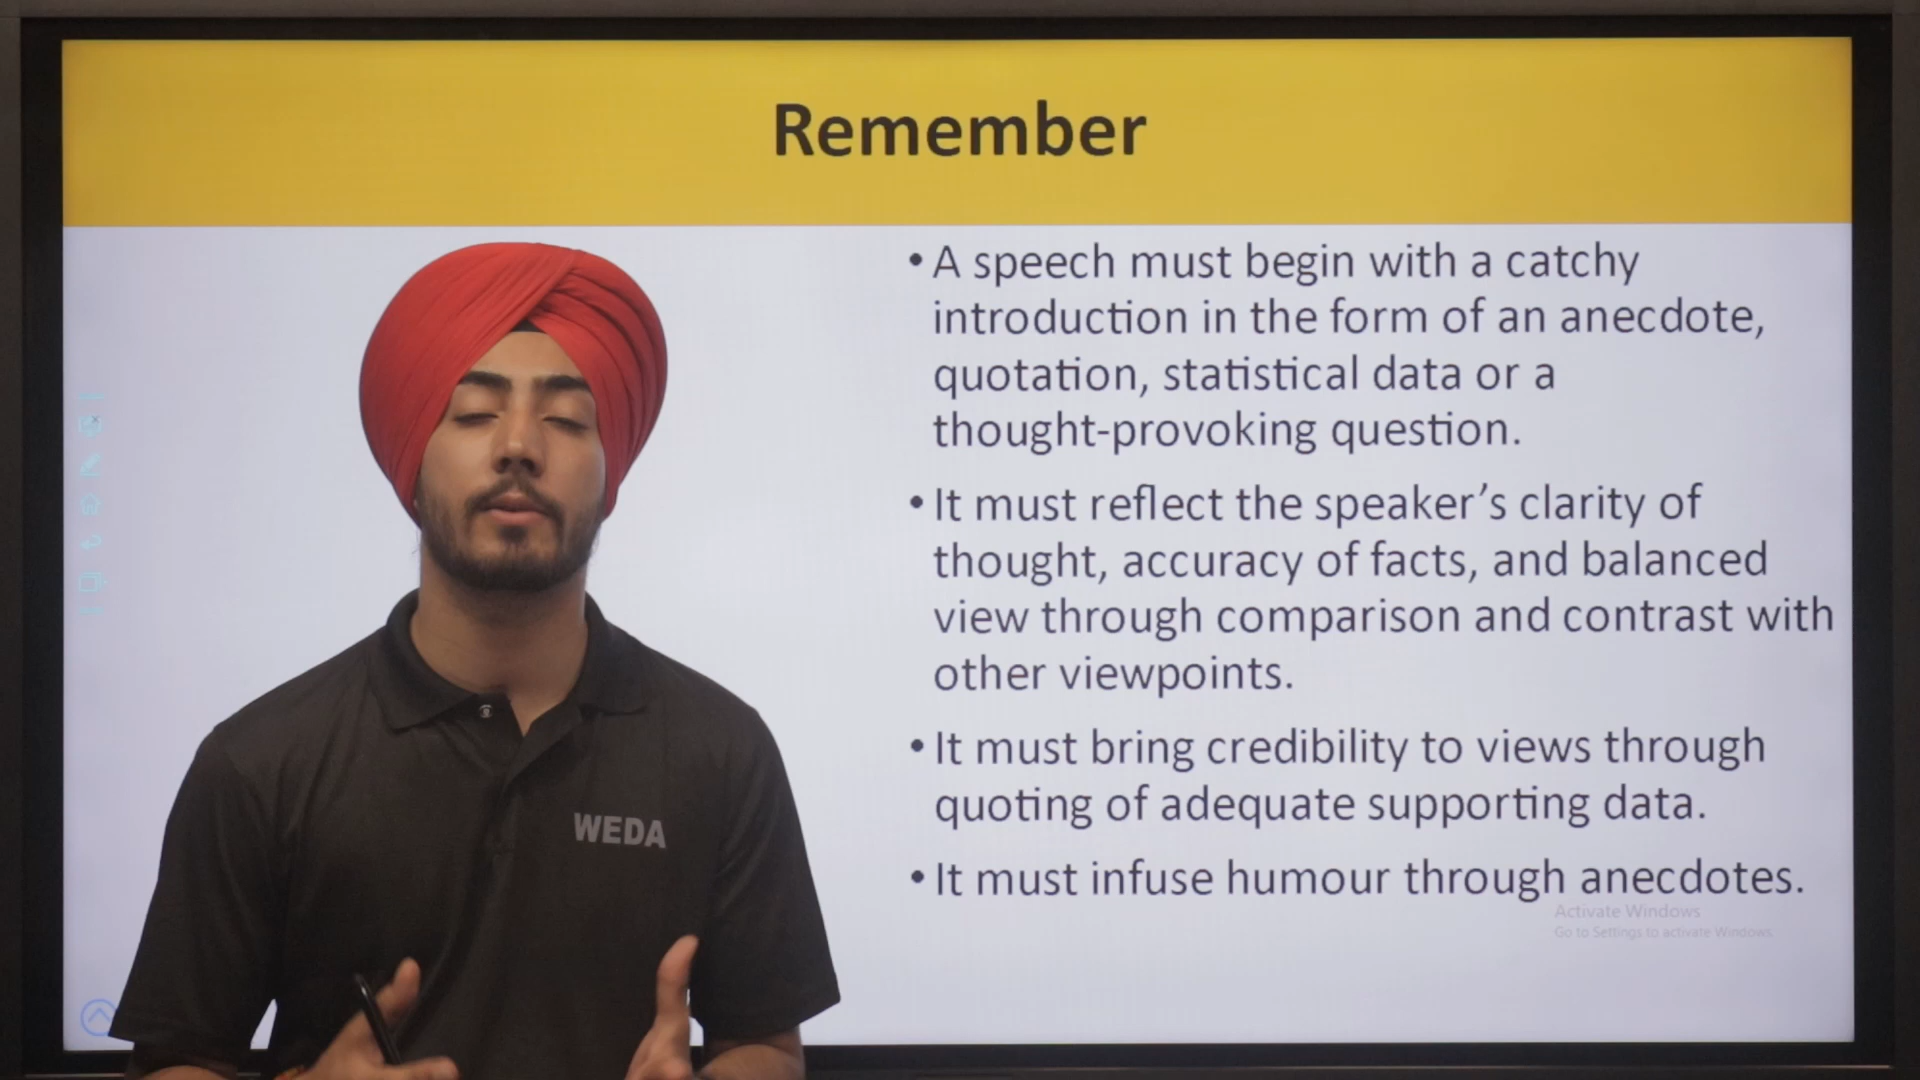 Remember
• A speech must begin with a catchy
introduction in the form of an anecdote,
quotation, statistical data or a
thought-provoking question.
• It must reflect the speaker’s clarity of
thought, accuracy of facts, and balanced
view through comparison and contrast with
other viewpoints.
• It must bring credibility to views through
quoting of adequate supporting data.
• It must infuse humour through anecdotes.
Activate Windows
Go to Settings to activate Windows.
WEDA